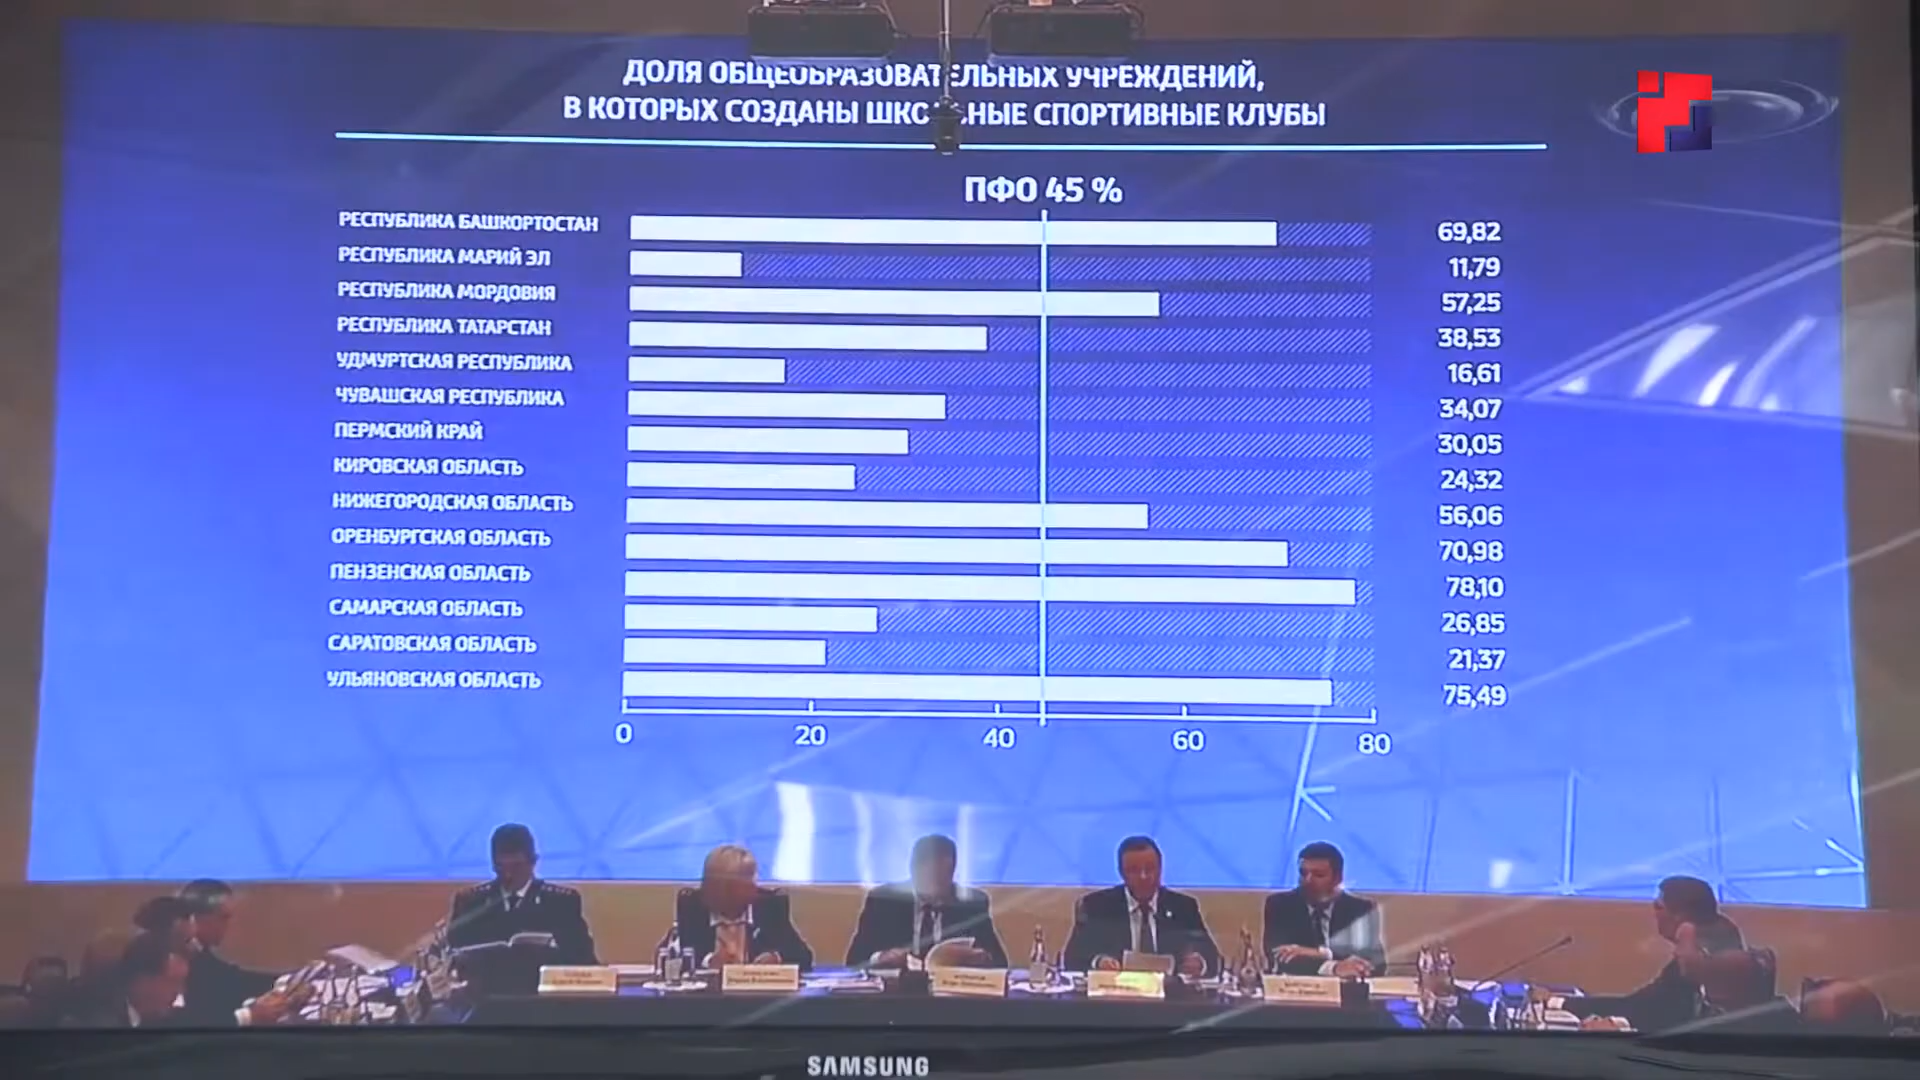 ДОЛЯ ОБЩЕОБРАЗОВАТЕЛЬНЫХ УЧРЕЖДЕНИЙ,
В КОТОРЫХ СОЗДАНЫ ШКОЛЬНЫЕ СПОРТИВНЫЕ КЛУБЫ
ПФО 45 %
РЕСПУБЛИКА БАШКОРТОСТАН 69,82
РЕСПУБЛИКА МАРИЙ ЭЛ 11,79
РЕСПУБЛИКА МОРДОВИЯ 57,25
РЕСПУБЛИКА ТАТАРСТАН 38,53
УДМУРТСКАЯ РЕСПУБЛИКА 16,61
ЧУВАШСКАЯ РЕСПУБЛИКА 34,07
ПЕРМСКИЙ КРАЙ 30,05
КИРОВСКАЯ ОБЛАСТЬ 24,32
НИЖЕГОРОДСКАЯ ОБЛАСТЬ 56,06
ОРЕНБУРГСКАЯ ОБЛАСТЬ 70,98
ПЕНЗЕНСКАЯ ОБЛАСТЬ 78,10
САМАРСКАЯ ОБЛАСТЬ 26,85
САРАТОВСКАЯ ОБЛАСТЬ 21,37
УЛЬЯНОВСКАЯ ОБЛАСТЬ 75,49
0 20 40 60 80
SAMSUNG